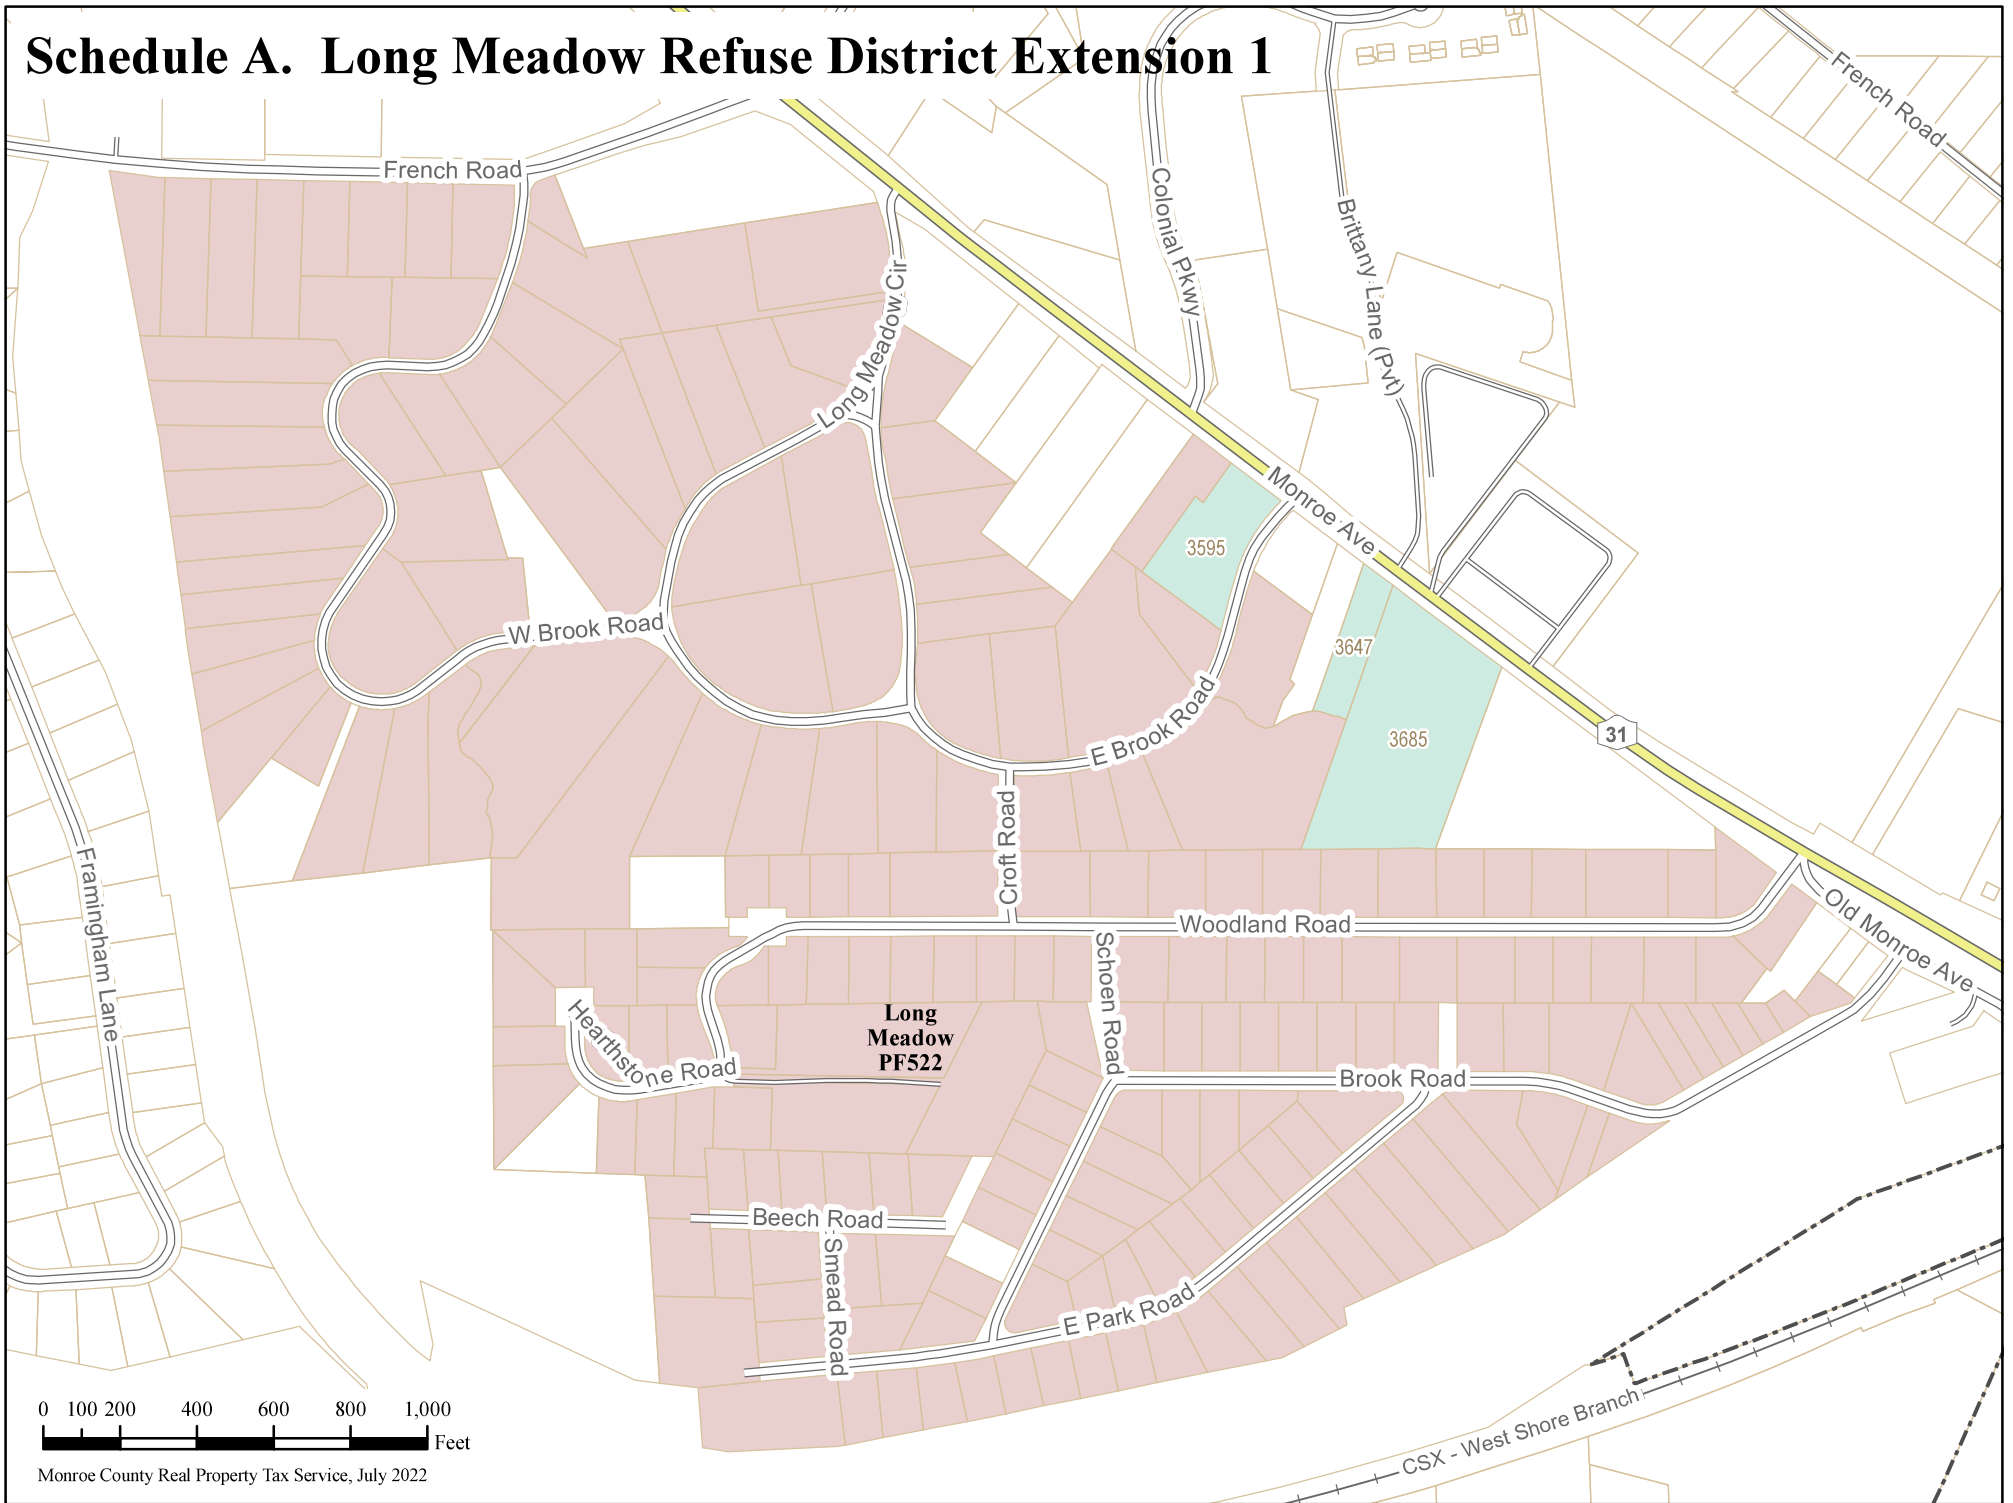 Schedule A.  Long Meadow Refuse District Extension 1
French Road
French Road
Colonial Pkwy
Brittany Lane (Pvt)
Long Meadow Cir
Monroe Ave
3595
W Brook Road
3647
E Brook Road
31
3685
Croft Road
Framingham Lane
Woodland Road
Old Monroe Ave
Schoen Road
Hearthstone Road
Long
Meadow
PF522
Brook Road
Beech Road
Smead Road
E Park Road
CSX - West Shore Branch
0 100 200 400 600 800 1,000
Feet
Monroe County Real Property Tax Service, July 2022